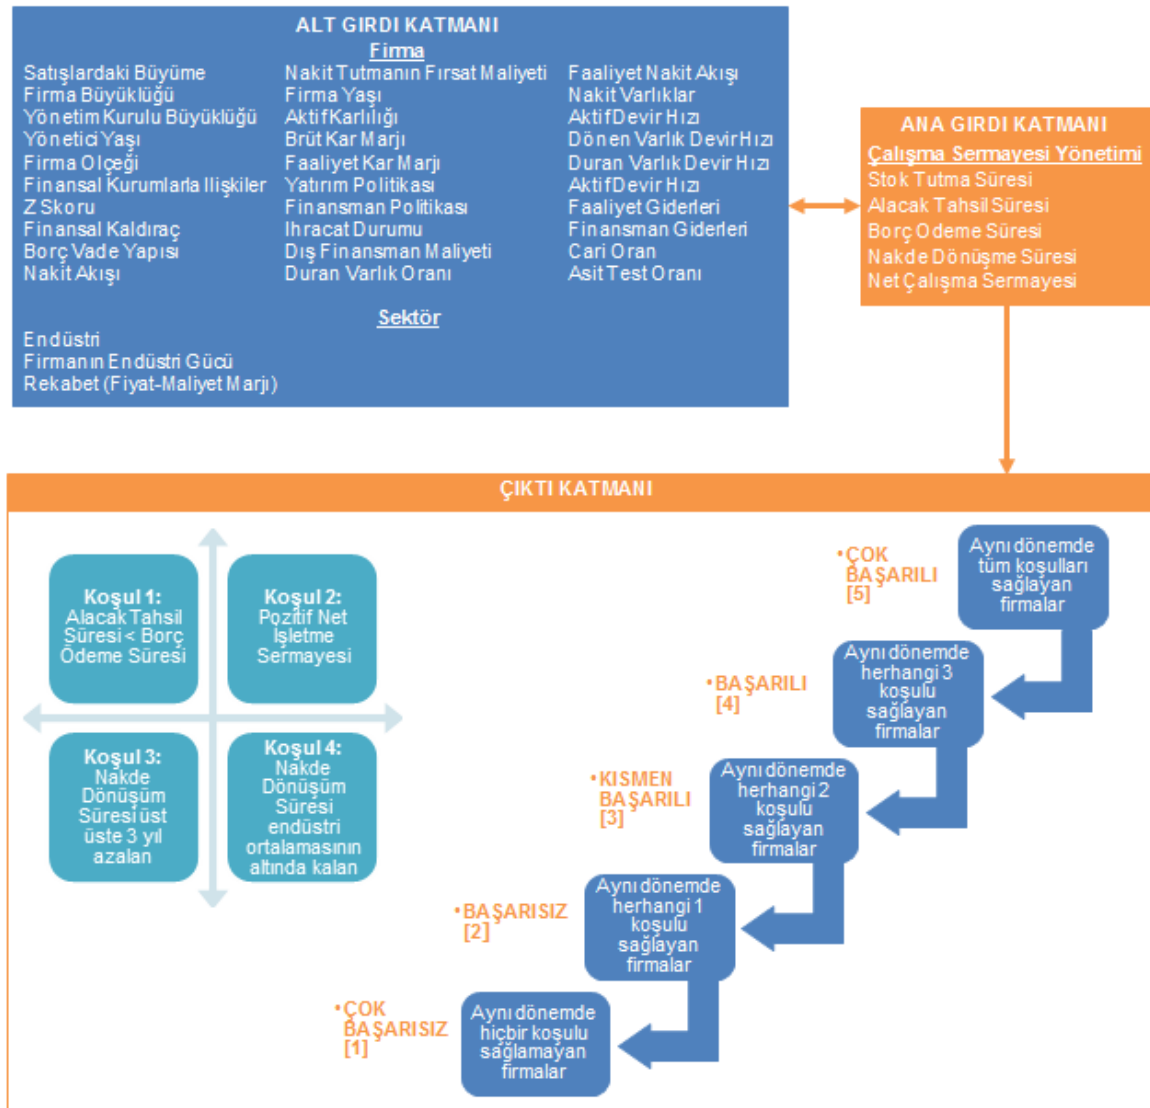 ALT GIRDI KATMANI
Firma
Satışlardaki Büyüme
Firma Büyüklüğü
Yönetim Kurulu Büyüklüğü
Yönetici Yaşı
Firma Olçeği
Finansal Kurumlarla Ilişkiler
Z Skoru
Finansal Kaldıraç
Borç Vade Yapısı
Nakit Akışı
Nakit Tutmanın Fırsat Maliyeti
Firma Yaşı
Aktif Karlılığı
Brüt Kar Marjı
Faaliyet Kar Marjı
Yatırım Politikası
Finansman Politikası
Ihracat Durumu
Dış Finansman Maliyeti
Duran Varlık Oranı
Faaliyet Nakit Akışı
Nakit Varlıklar
Aktif Devir Hızı
Dönen Varlık Devir Hızı
Duran Varlık Devir Hızı
Aktif Devir Hızı
Faaliyet Giderleri
Finansman Giderleri
Cari Oran
Asit Test Oranı
Sektör
Endüstri
Firmanın Endüstri Gücü
Rekabet (Fiyat-Maliyet Marjı)
ANA GIRDI KATMANI
Çalışma Sermayesi Yönetimi
Stok Tutma Süresi
Alacak Tahsil Süresi
Borç Odeme Süresi
Nakde Dönüşme Süresi
Net Çalışma Sermayesi
ÇIKTI KATMANI
Koşul 1:
Alacak Tahsil
Süresi < Borç
Ödeme Süresi
Koşul 2:
Pozitif Net
İşletme
Sermayesi
Koşul 3:
Nakde
Dönüşüm
Süresi üst
üste 3 yıl
azalan
Koşul 4:
Nakde
Dönüşüm
Süresi
endüstri
ortalamasının
altında kalan
•ÇOK
BAŞARILI
[5]
Aynı dönemde
tüm koşulları
sağlayan
firmalar
•BAŞARILI
[4]
Aynı dönemde
herhangi 3
koşulu
sağlayan
firmalar
•KISMEN
BAŞARILI
[3]
Aynı dönemde
herhangi 2
koşulu
sağlayan
firmalar
•BAŞARISIZ
[2]
Aynı dönemde
herhangi 1
koşulu
sağlayan
firmalar
•ÇOK
BAŞARISIZ
[1]
Aynı dönemde
hiçbir koşulu
sağlamayan
firmalar